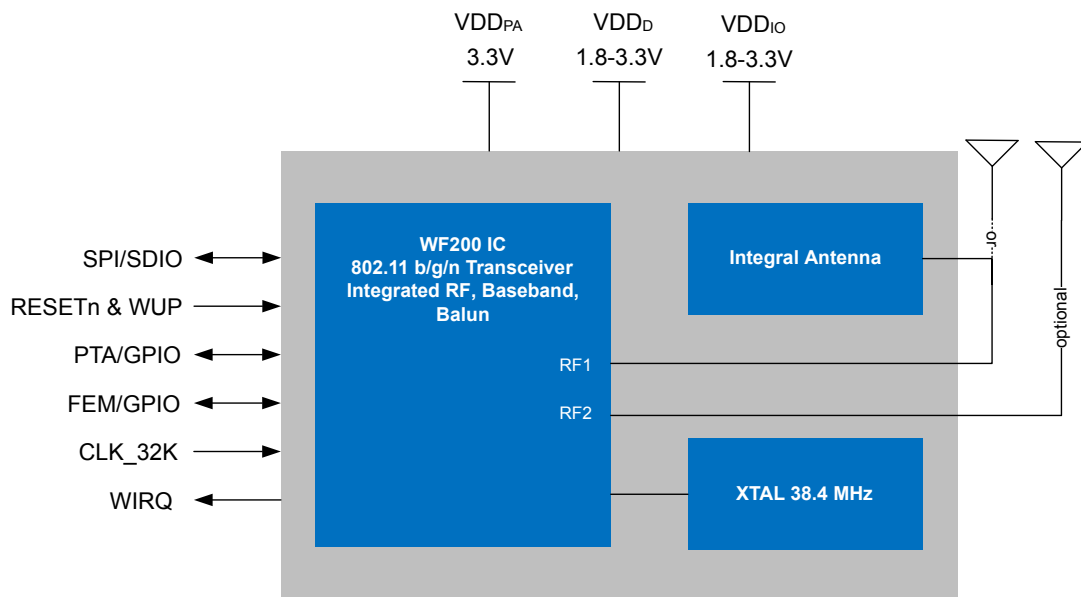 VDDPA
3.3V
VDDD
1.8-3.3V
VDDIO
1.8-3.3V
SPI/SDIO
RESETn & WUP
PTA/GPIO
FEM/GPIO
CLK_32K
WIRQ
WF200 IC
802.11 b/g/n Transceiver
Integrated RF, Baseband,
Balun
RF1
RF2
Integral Antenna
XTAL 38.4 MHz
...or...
optional